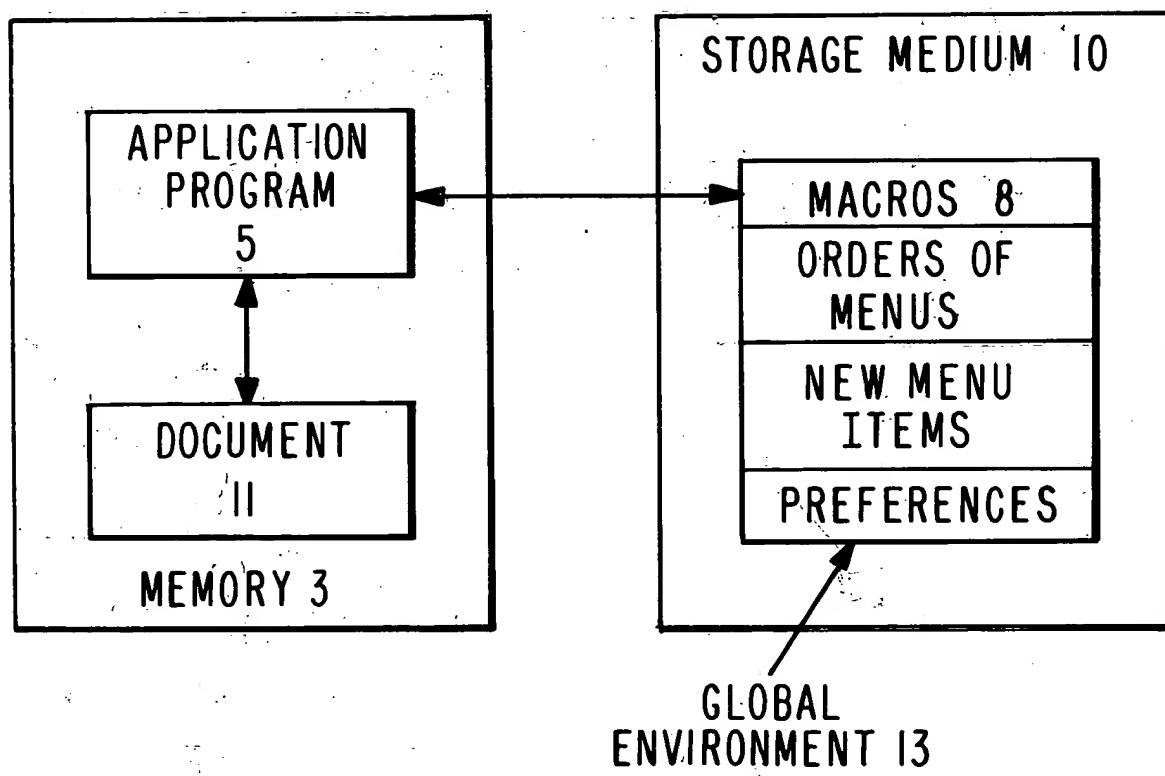 APPLICATION
PROGRAM
5
DOCUMENT
11
MEMORY 3
STORAGE MEDIUM 10
MACROS 8
ORDERS OF
MENUS
NEW MENU
ITEMS
PREFERENCES
GLOBAL
ENVIRONMENT 13